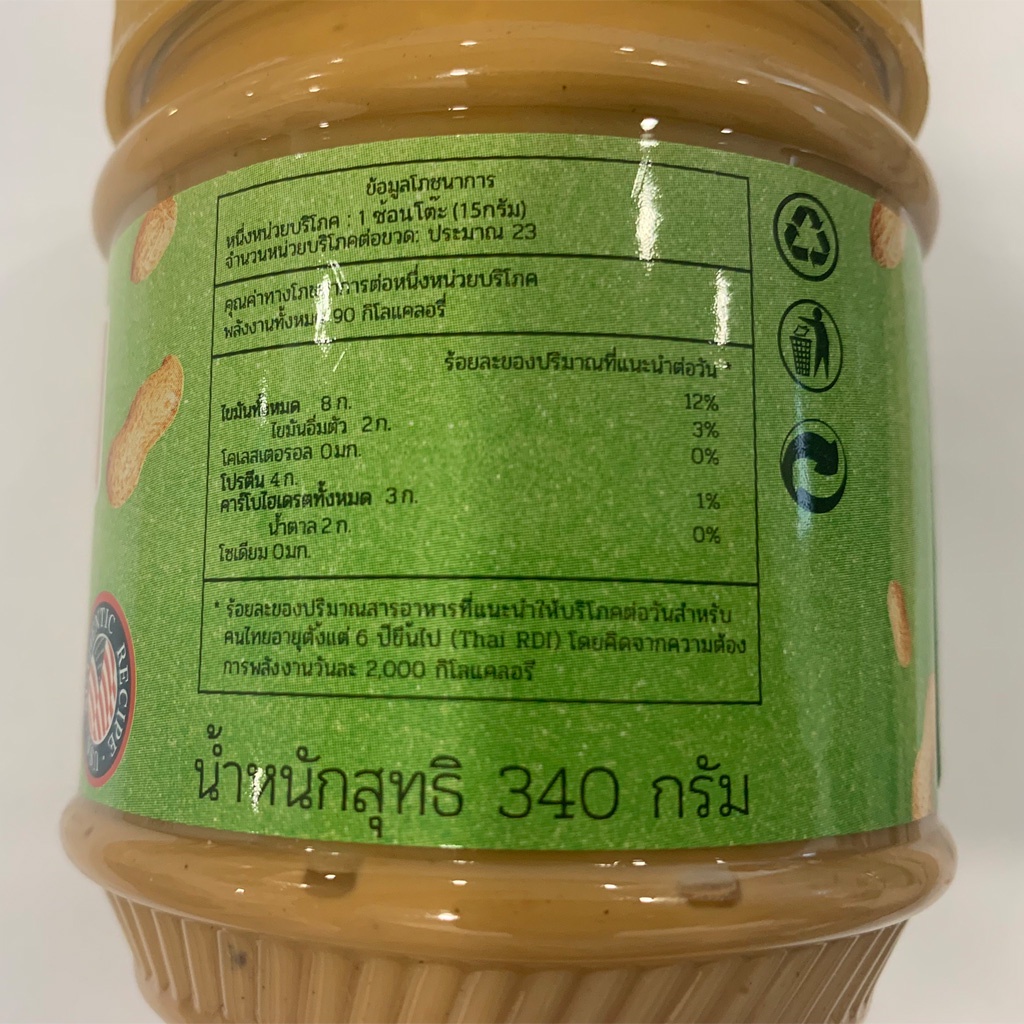 ข้อมูลโภชนาการ
หนึ่งหน่วยบริโภค : 1 ช้อนโต๊ะ (15กรัม)
จำนวนหน่วยบริโภคต่อขวด: ประมาณ 23
คุณค่าทางโภชนาการต่อหนึ่งหน่วยบริโภค
พลังงานทั้งหมด 90 กิโลแคลอรี่
ร้อยละของปริมาณที่แนะนำต่อวัน*
ไขมันทั้งหมด 8 ก. 12%
ไขมันอิ่มตัว 2 ก. 3%
โคเลสเตอรอล 0มก. 0%
โปรตีน 4 ก.
คาร์โบไฮเดรตทั้งหมด 3 ก. 1%
น้ำตาล 2 ก.
โซเดียม 0มก. 0%
* ร้อยละของปริมาณสารอาหารที่แนะนำให้บริโภคต่อวันสำหรับ
คนไทยอายุตั้งแต่ 6 ปีขึ้นไป (Thai RDI) โดยคิดจากความต้อง
การพลังงานวันละ 2,000 กิโลแคลอรี
น้ำหนักสุทธิ 340 กรัม
RECIPE